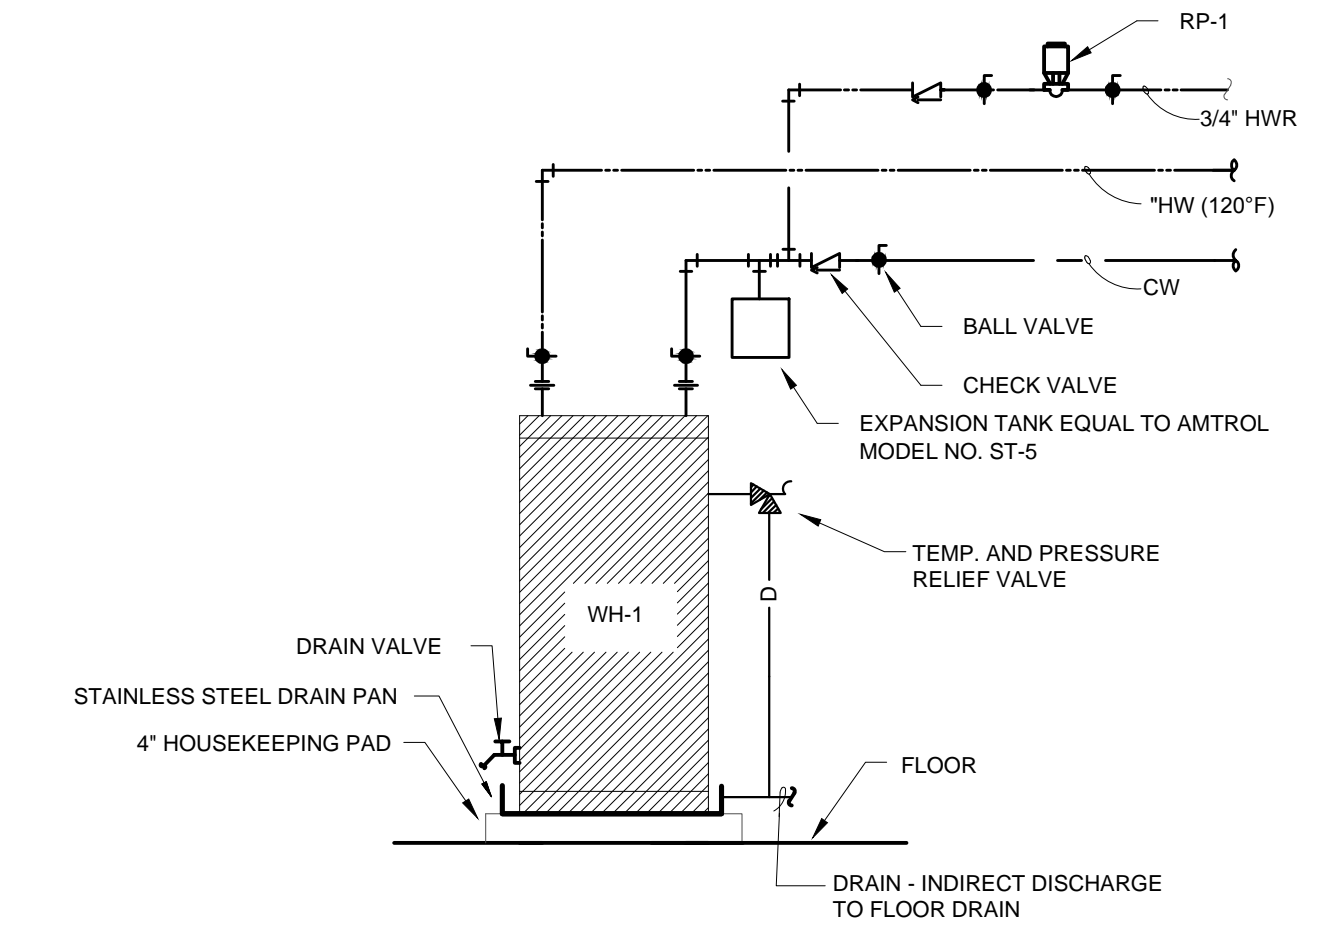 RP-1
3/4" HWR
"HW (120°F)
CW
BALL VALVE
CHECK VALVE
EXPANSION TANK EQUAL TO AMTROL
MODEL NO. ST-5
TEMP. AND PRESSURE
RELIEF VALVE
D
WH-1
DRAIN VALVE
STAINLESS STEEL DRAIN PAN
4" HOUSEKEEPING PAD
FLOOR
DRAIN - INDIRECT DISCHARGE
TO FLOOR DRAIN